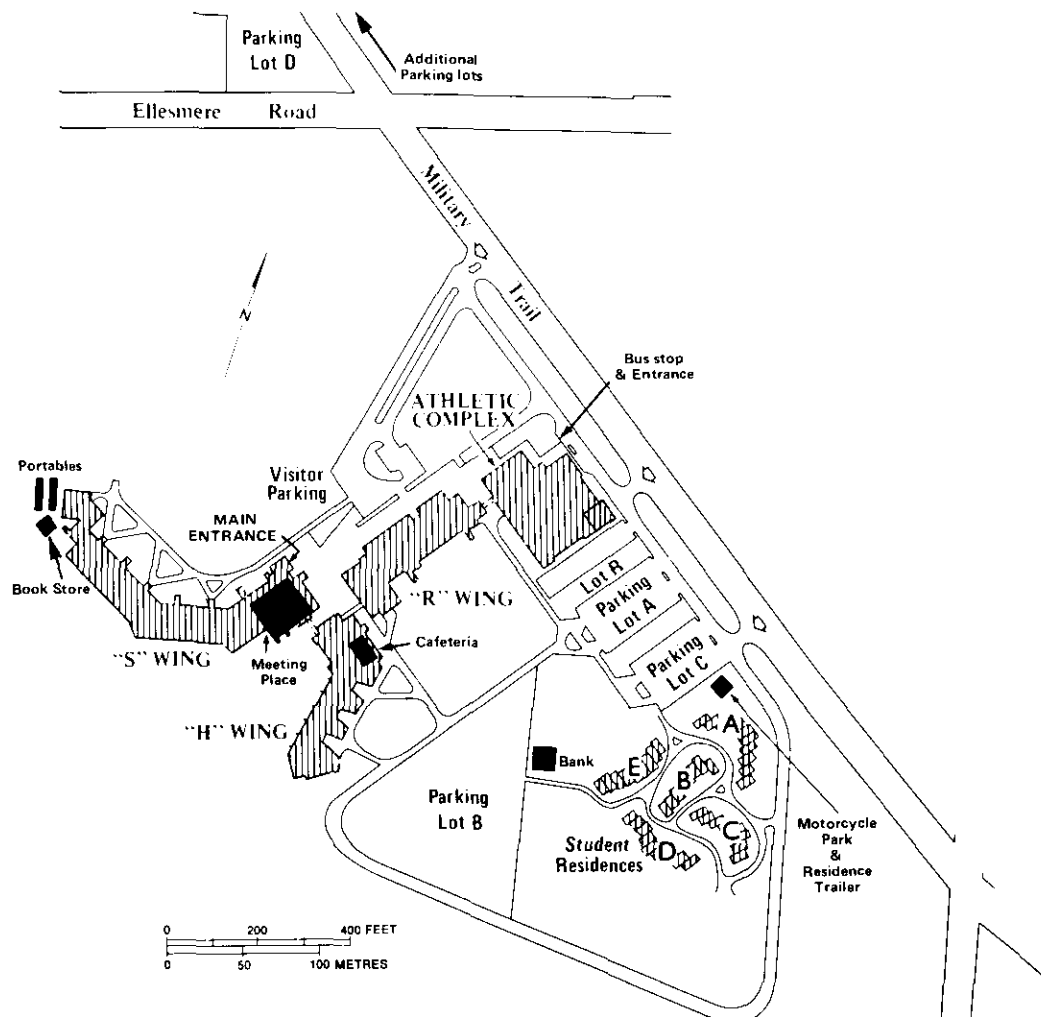 Parking
Lot D
Additional
Parking lots
Ellesmere Road
Military
Trail
N
Bus stop
& Entrance
ATHLETIC
COMPLEX
Portables
Visitor
Parking
MAIN
ENTRANCE
Book Store
Lot R
"R" WING
Parking
Lot A
Cafeteria
"S" WING
Meeting
Place
Parking
Lot C
"H" WING
A
Bank
E
B
Parking
Lot B
C
D
Student
Residences
Motorcycle
Park
&
Residence
Trailer
0 200 400 FEET
0 50 100 METRES